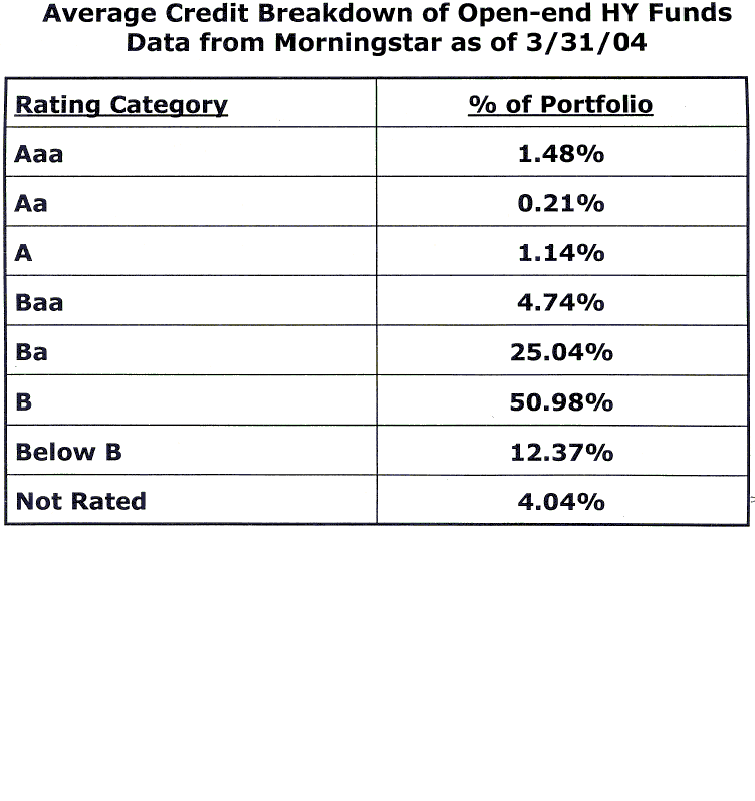 Average Credit Breakdown of Open-end HY Funds
Data from Morningstar as of 3/31/04
Rating Category % of Portfolio
Aaa 1.48%
Aa 0.21%
A 1.14%
Baa 4.74%
Ba 25.04%
B 50.98%
Below B 12.37%
Not Rated 4.04%